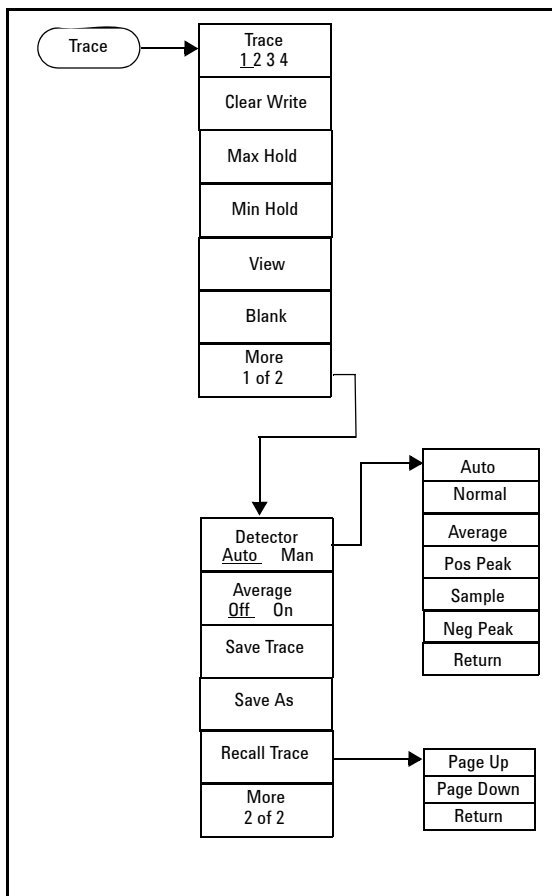 Trace
Trace
1 2 3 4
Clear Write
Max Hold
Min Hold
View
Blank
More
1 of 2
Detector
Auto Man
Average
Off On
Save Trace
Save As
Recall Trace
More
2 of 2
Auto
Normal
Average
Pos Peak
Sample
Neg Peak
Return
Page Up
Page Down
Return